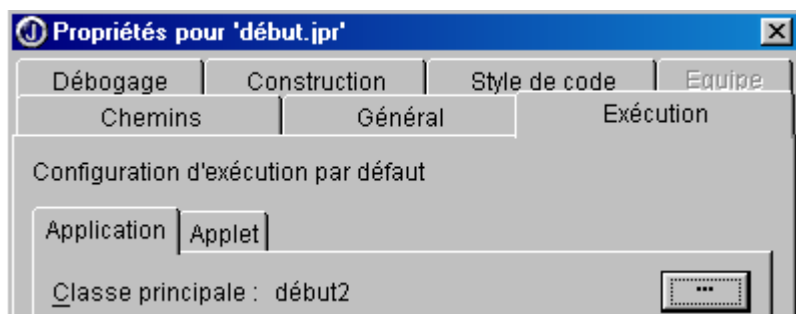 Propriétés pour 'début.jpr'
Débogage Construction Style de code Equipe
Chemins Général Exécution
Configuration d'exécution par défaut
Application Applet
Classe principale : début2 ...